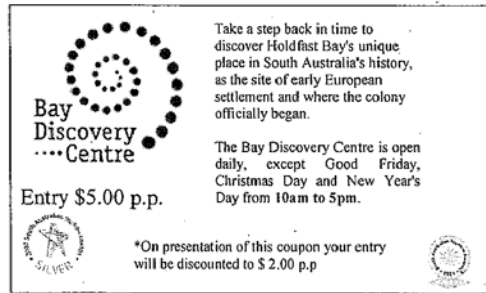 Take a step back in time to
discover Holdfast Bay's unique
place in South Australia's history,
as the site of early European
settlement and where the colony
officially began.
Bay
Discovery
Centre
The Bay Discovery Centre is open
daily, except Good Friday,
Christmas Day and New Year's
Day from 10am to 5pm.
Entry $5.00 p.p.
*On presentation of this coupon your entry
will be discounted to $ 2.00 p.p
SILVER